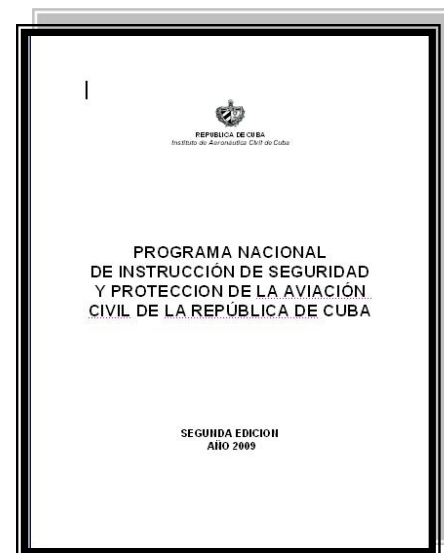 REPUBLICA DE CUBA
Instituto de Aeronáutica Civil de Cuba
PROGRAMA NACIONAL
DE INSTRUCCIÓN DE SEGURIDAD
Y PROTECCION DE LA AVIACIÓN
CIVIL DE LA REPÚBLICA DE CUBA
SEGUNDA EDICION
AÑO 2009